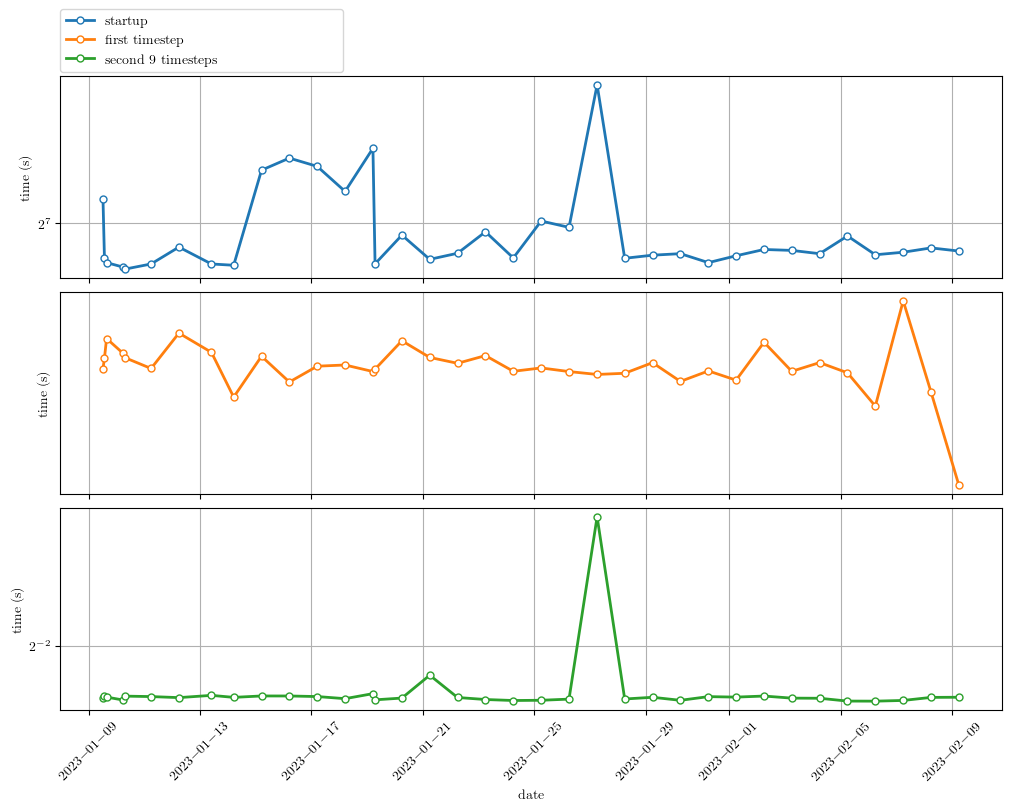 startup
first timestep
second 9 timesteps
time (s)
2^7
time (s)
time (s)
2^−2
2023−01−09
2023−01−13
2023−01−17
2023−01−21
2023−01−25
2023−01−29
2023−02−01
2023−02−05
2023−02−09
date